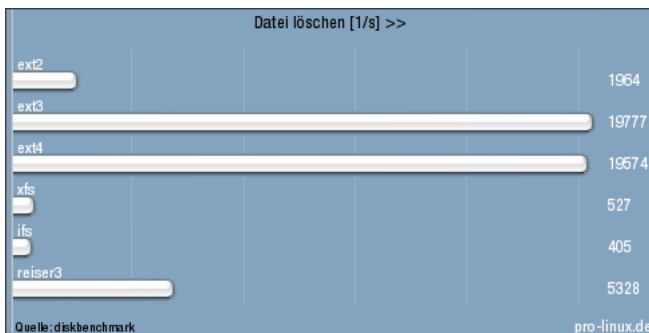 Datei löschen [1/s] >>
ext2
1964
ext3
19777
ext4
19574
xfs
527
jfs
405
reiser3
5328
Quelle:diskbenchmark
pro-linux.de